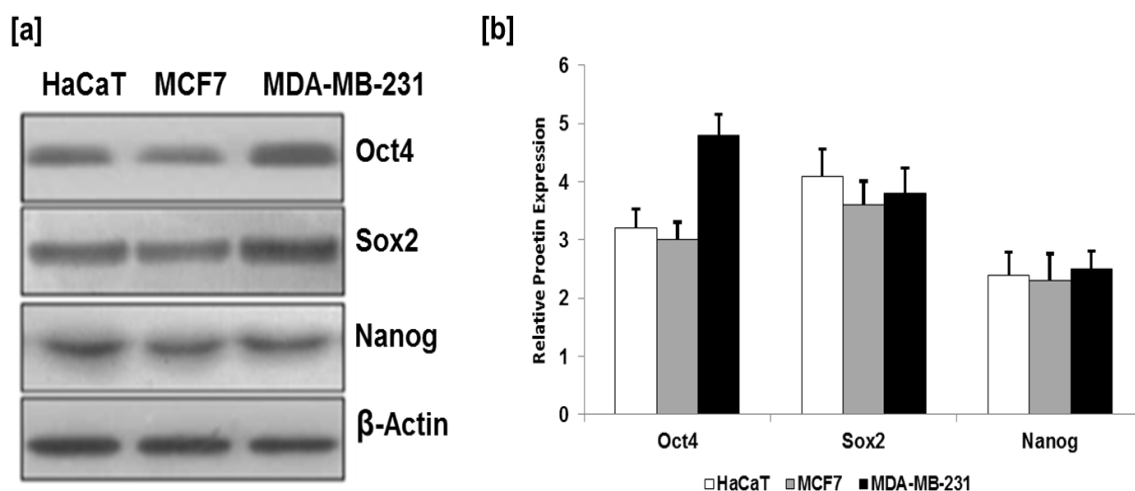 [a]
HaCaT MCF7 MDA-MB-231
Oct4
Sox2
Nanog
β-Actin
[b]
Relative Proetin Expression
6
5
4
3
2
1
0
Oct4 Sox2 Nanog
HaCaT MCF7 MDA-MB-231